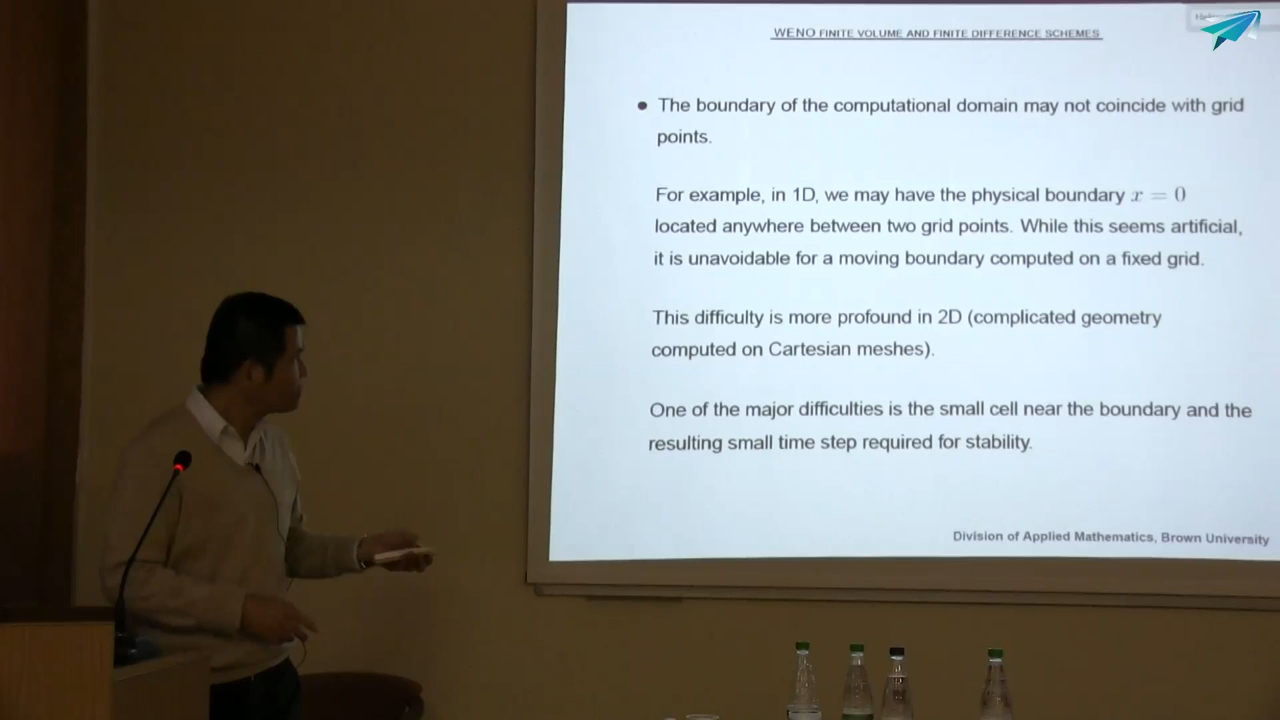 WENO FINITE VOLUME AND FINITE DIFFERENCE SCHEMES
• The boundary of the computational domain may not coincide with grid
points.
For example, in 1D, we may have the physical boundary x = 0
located anywhere between two grid points. While this seems artificial,
it is unavoidable for a moving boundary computed on a fixed grid.
This difficulty is more profound in 2D (complicated geometry
computed on Cartesian meshes).
One of the major difficulties is the small cell near the boundary and the
resulting small time step required for stability.
Division of Applied Mathematics, Brown University